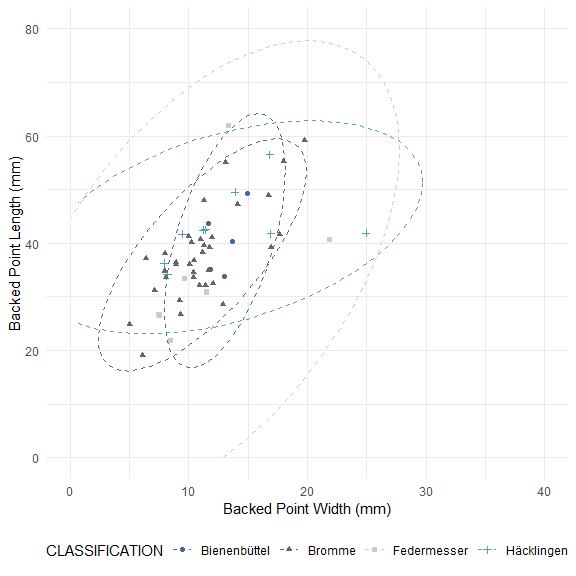 80
60
40
20
0
Backed Point Length (mm)
0 10 20 30 40
Backed Point Width (mm)
CLASSIFICATION Bienenbüttel Bromme Federmesser Häcklingen